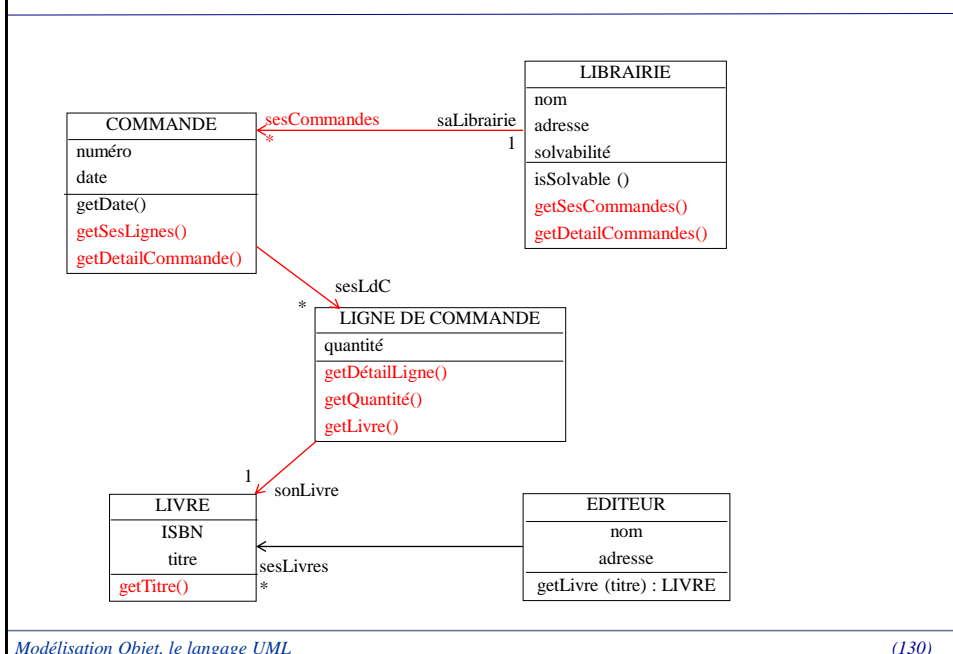 LIBRAIRIE
nom
adresse
solvabilité
isSolvable ()
getSesCommandes()
getDetailCommandes()
sesCommandes
saLibrairie
*
1
COMMANDE
numéro
date
getDate()
getSesLignes()
getDetailCommande()
sesLdC
*
LIGNE DE COMMANDE
quantité
getDétailLigne()
getQuantité()
getLivre()
1
sonLivre
LIVRE
ISBN
titre
getTitre()
sesLivres
*
EDITEUR
nom
adresse
getLivre (titre) : LIVRE
Modélisation Objet, le langage UML
(130)